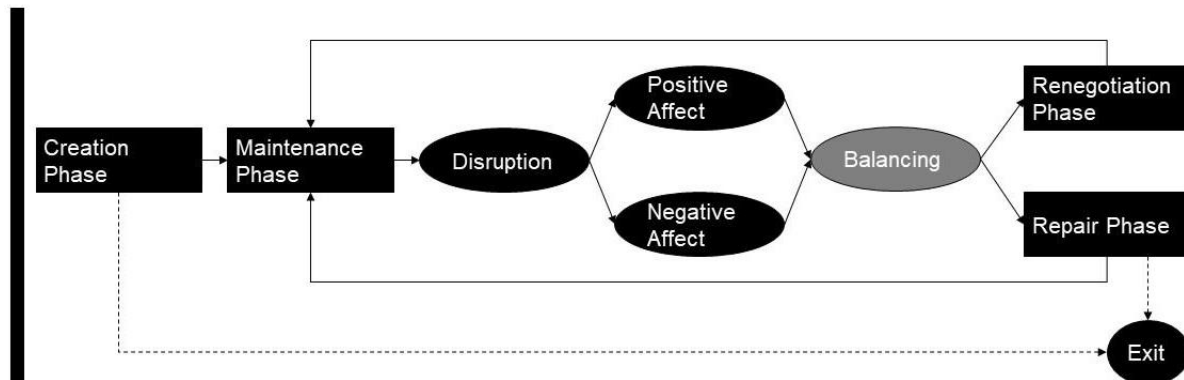 Creation
Phase
Maintenance
Phase
Disruption
Positive
Affect
Negative
Affect
Balancing
Renegotiation
Phase
Repair Phase
Exit